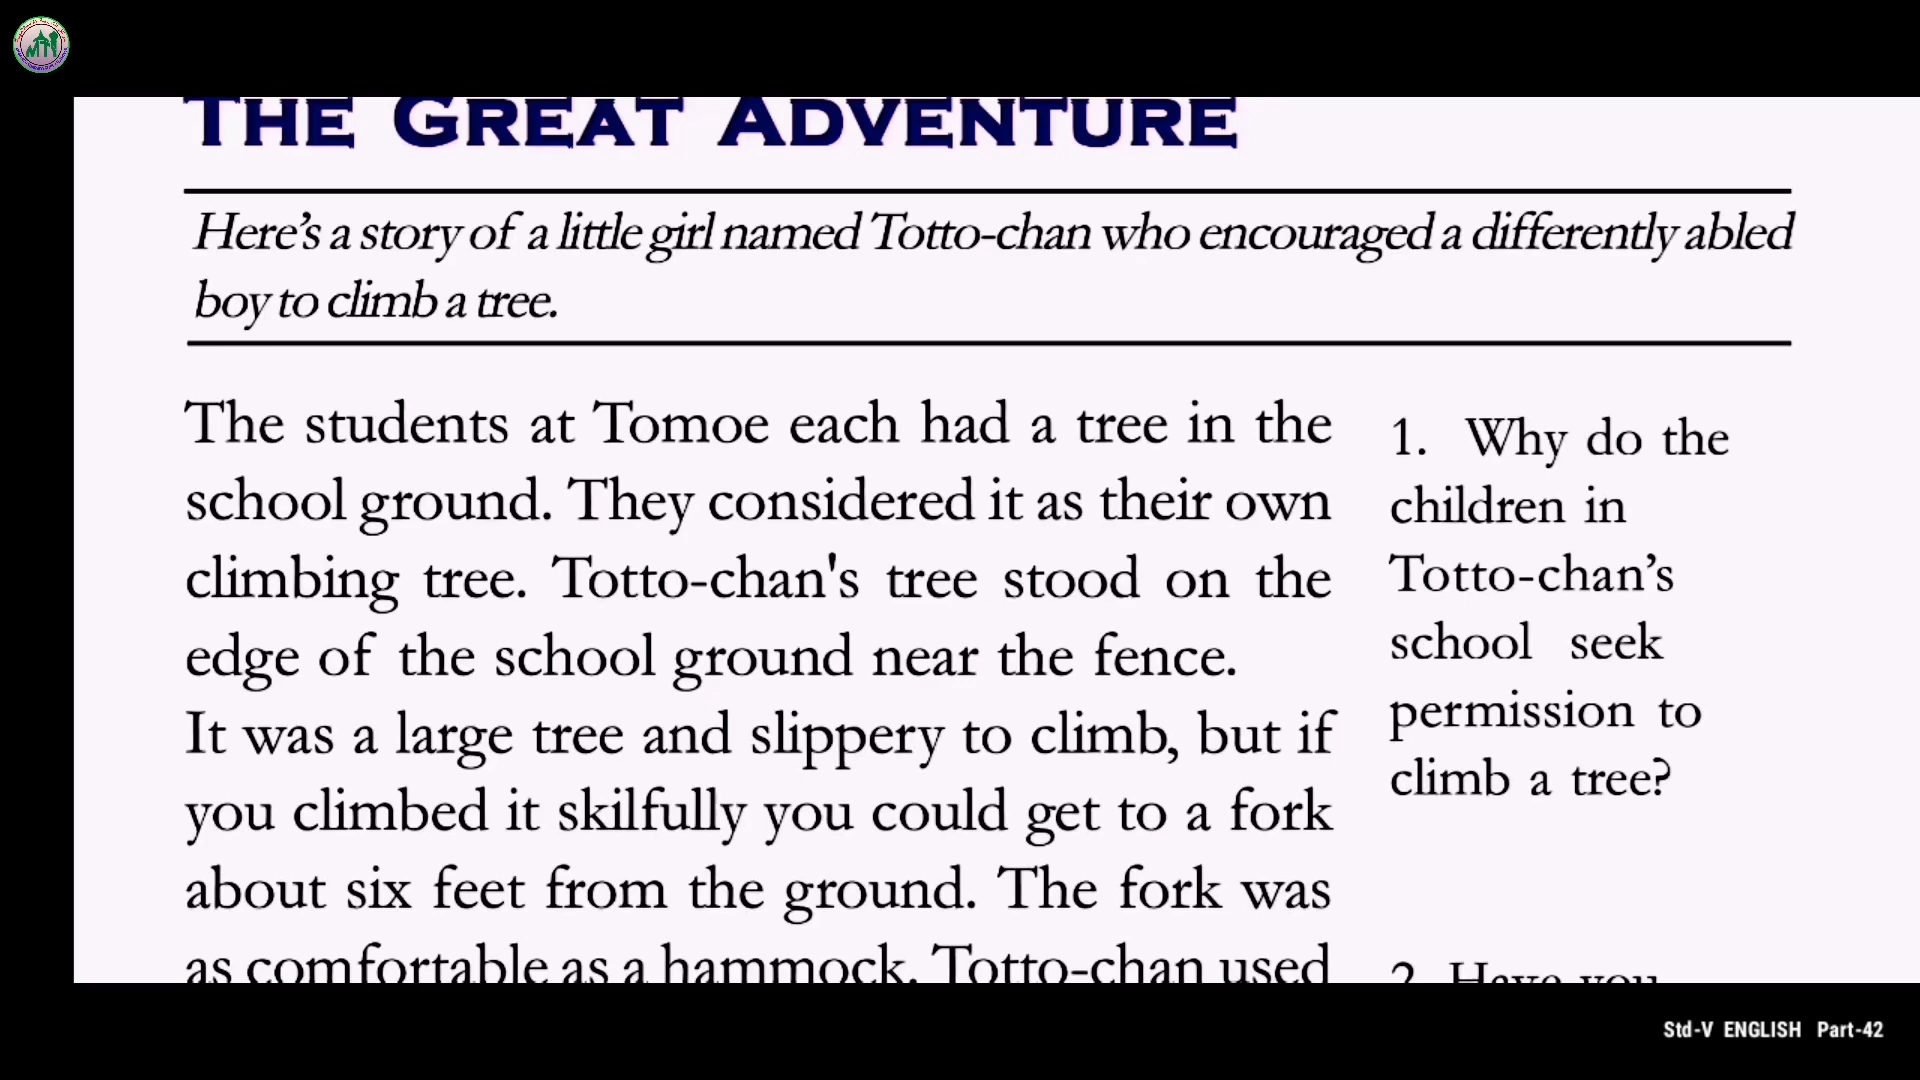 THE GREAT ADVENTURE
Here's a story of a little girl named Totto-chan who encouraged a differently abled
boy to climb a tree.
The students at Tomoe each had a tree in the
school ground. They considered it as their own
climbing tree. Totto-chan's tree stood on the
edge of the school ground near the fence.
It was a large tree and slippery to climb, but if
you climbed it skilfully you could get to a fork
about six feet from the ground. The fork was
as comfortable as a hammock. Totto-chan used
1. Why do the
children in
Totto-chan's
school seek
permission to
climb a tree?
2. Have you
Std-V ENGLISH Part-42